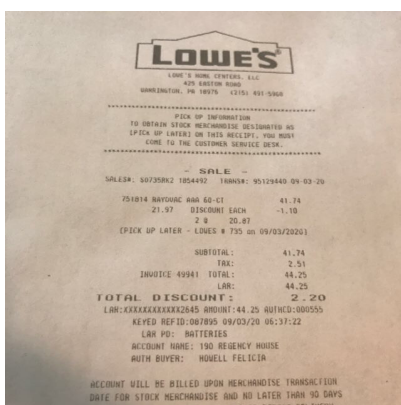 LOWE'S
LOWE'S HOME CENTERS, LLC
425 EASTON ROAD
WARRINGTON, PA 18976 (215) 491-5960
PICK UP INFORMATION
TO OBTAIN STOCK MERCHANDISE DESIGNATED AS
[PICK UP LATER] ON THIS RECEIPT, YOU MUST
COME TO THE CUSTOMER SERVICE DESK.
- SALE -
SALES#: S0735MK2 1854492 TRANS#: 95129440 09-03-20
751814 RAYOVAC AAA 60-CT 41.74
21.97 DISCOUNT EACH -1.10
2 @ 20.87
[PICK UP LATER - LOWES # 735 on 09/03/2020]
SUBTOTAL: 41.74
TAX: 2.51
INVOICE 49941 TOTAL: 44.25
LAR: 44.25
TOTAL DISCOUNT: 2.20
LAR:XXXXXXXXXXXX2645 AMOUNT:44.25 AUTHCD:000555
KEYED REFID:087895 09/03/20 06:37:22
LAR PO: BATTERIES
ACCOUNT NAME: 190 REGENCY HOUSE
AUTH BUYER: HOWELL FELICIA
ACCOUNT WILL BE BILLED UPON MERCHANDISE TRANSACTION
DATE FOR STOCK MERCHANDISE AND NO LATER THAN 90 DAYS